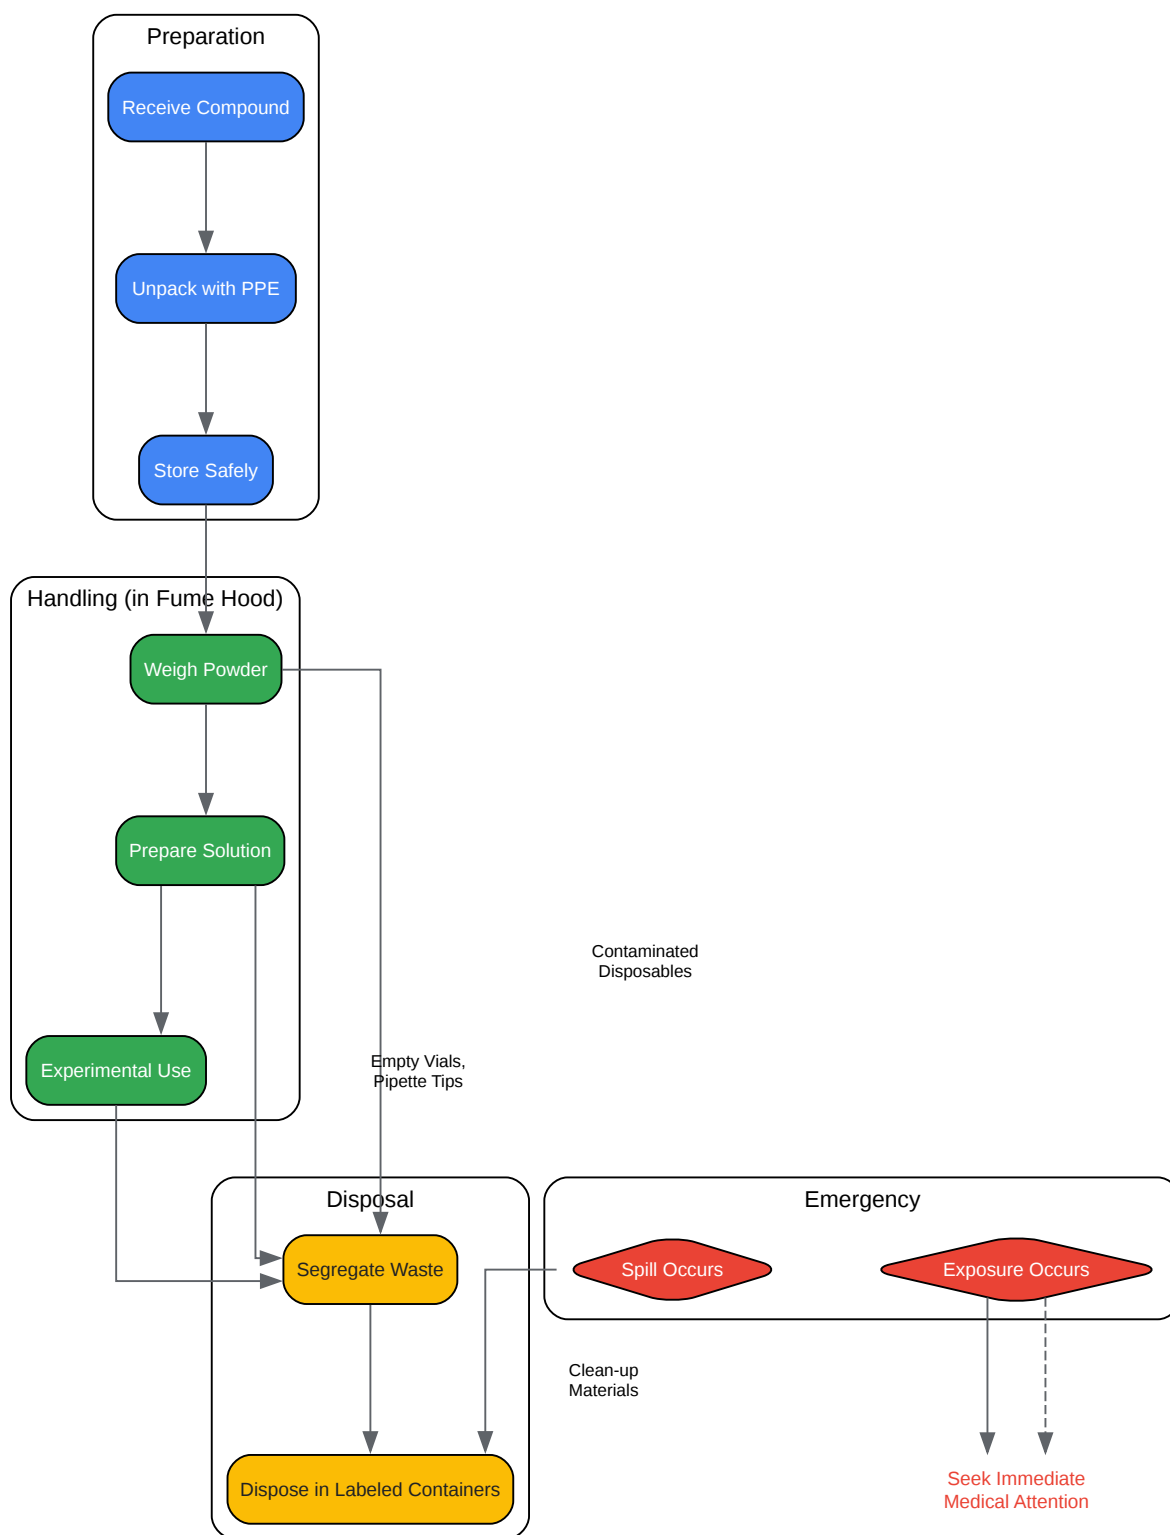 Preparation
Receive Compound
Unpack with PPE
Store Safely
Handling (in Fume Hood)
Weigh Powder
Prepare Solution
Contaminated
Disposables
Empty Vials,
Pipette Tips
Experimental Use
Disposal
Emergency
Segregate Waste
Spill Occurs
Exposure Occurs
Clean-up
Materials
Dispose in Labeled Containers
Seek Immediate
Medical Attention